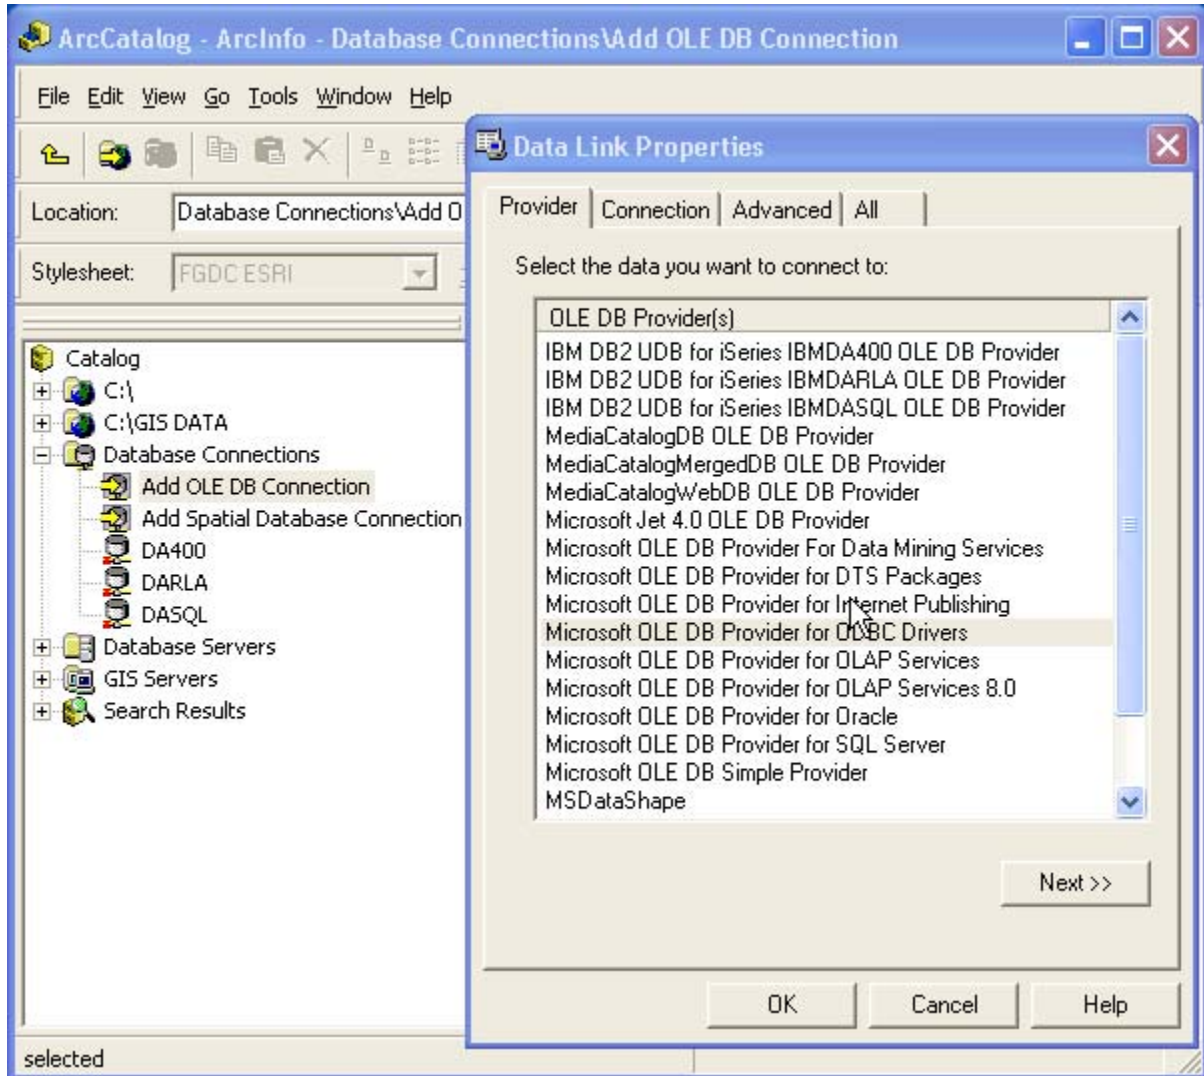 ArcCatalog - ArcInfo - Database Connections\Add OLE DB Connection
File Edit View Go Tools Window Help
Location: Database Connections\Add O
Stylesheet: FGDC ESRI
Catalog
C:\
C:\GIS DATA
Database Connections
Add OLE DB Connection
Add Spatial Database Connection
DA400
DARLA
DASQL
Database Servers
GIS Servers
Search Results
selected
Data Link Properties
Provider Connection Advanced All
Select the data you want to connect to:
OLE DB Provider(s)
IBM DB2 UDB for iSeries IBMDA400 OLE DB Provider
IBM DB2 UDB for iSeries IBMDARLA OLE DB Provider
IBM DB2 UDB for iSeries IBMDASQL OLE DB Provider
MediaCatalogDB OLE DB Provider
MediaCatalogMergedDB OLE DB Provider
MediaCatalogWebDB OLE DB Provider
Microsoft Jet 4.0 OLE DB Provider
Microsoft OLE DB Provider For Data Mining Services
Microsoft OLE DB Provider for DTS Packages
Microsoft OLE DB Provider for Internet Publishing
Microsoft OLE DB Provider for ODBC Drivers
Microsoft OLE DB Provider for OLAP Services
Microsoft OLE DB Provider for OLAP Services 8.0
Microsoft OLE DB Provider for Oracle
Microsoft OLE DB Provider for SQL Server
Microsoft OLE DB Simple Provider
MSDataShape
Next >>
OK Cancel Help